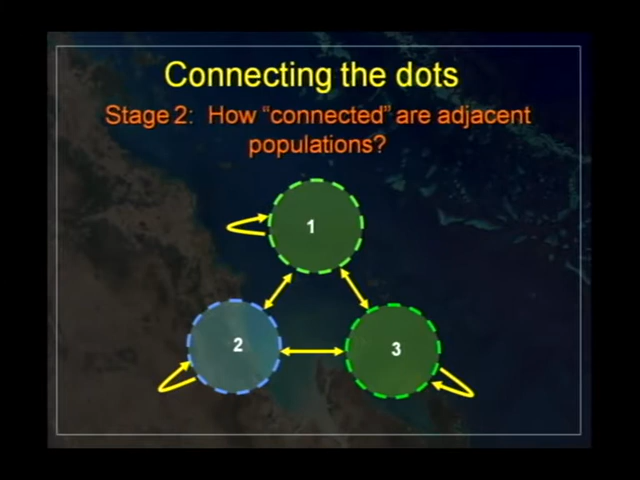 Connecting the dots
Stage 2: How “connected” are adjacent
populations?
1
2
3